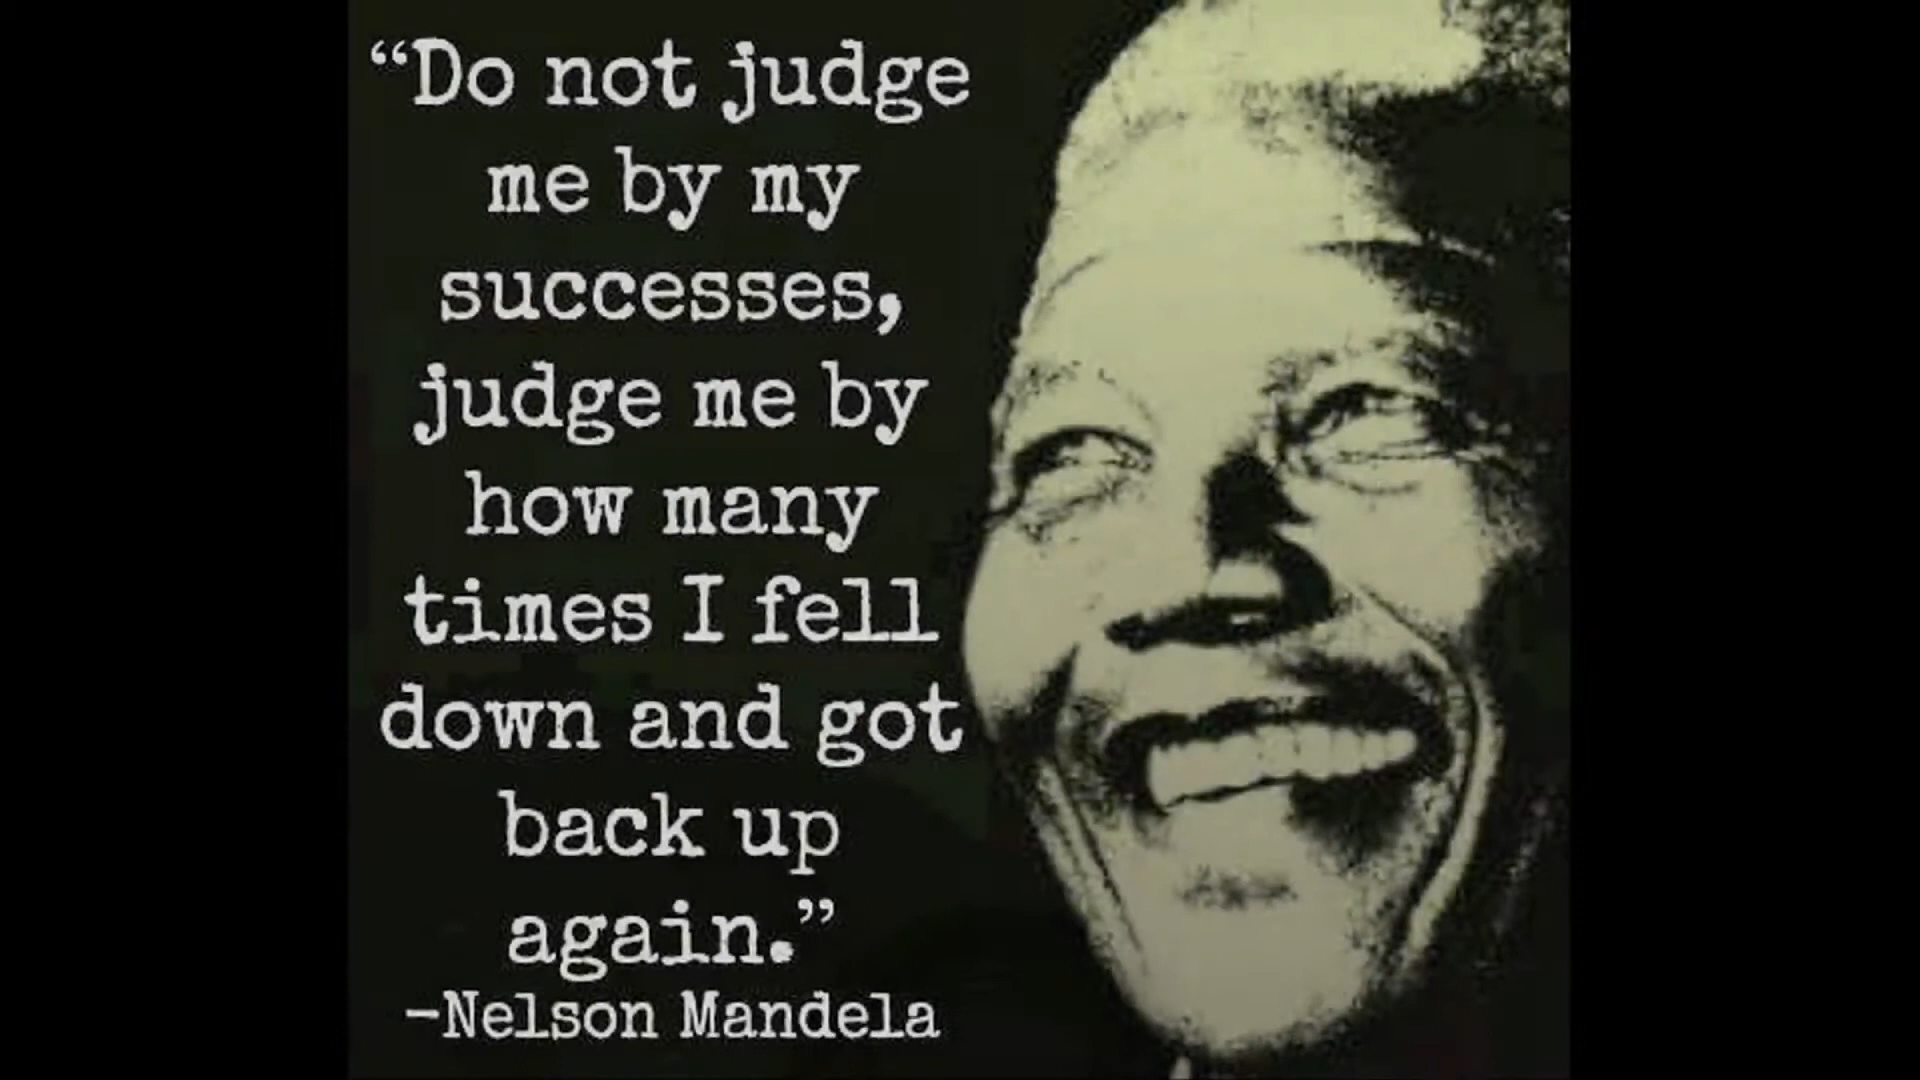 “Do not judge
me by my
successes,
judge me by
how many
times I fell
down and got
back up
again.”
-Nelson Mandela